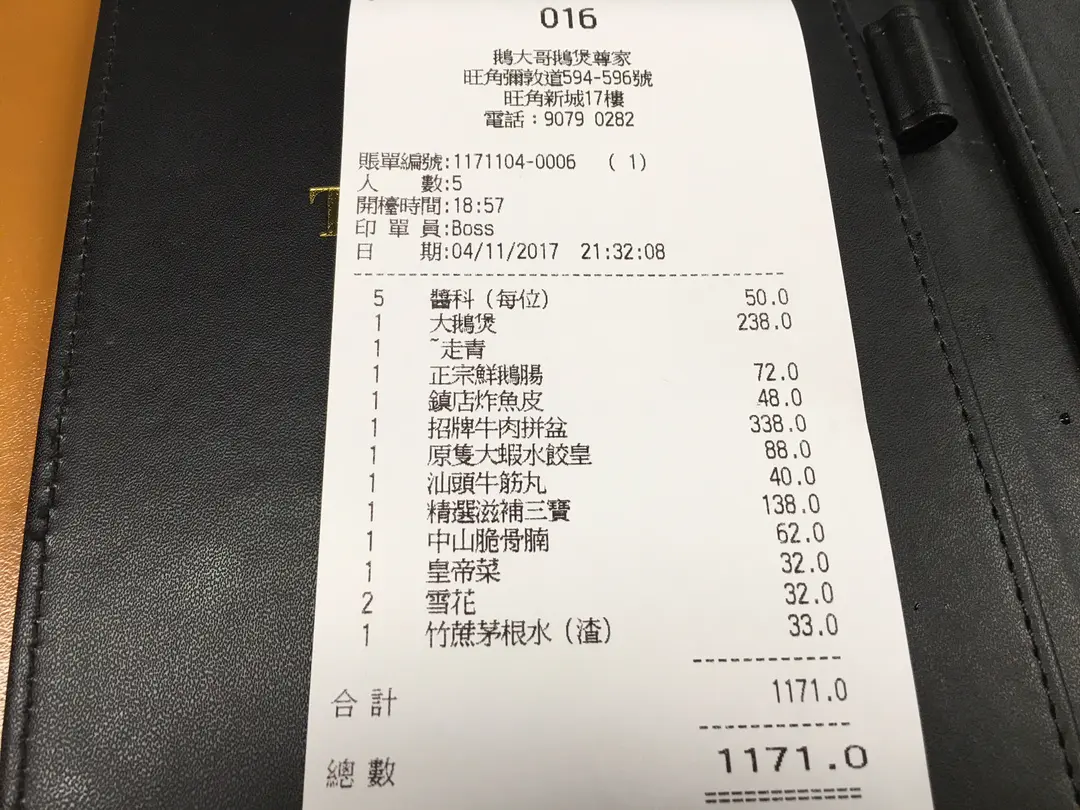 016
鵝大哥鵝煲尊家
旺角彌敦道594-596號
旺角新城17樓
電話：9079 0282
賬單編號:1171104-0006 (1)
人 數:5
開檯時間:18:57
印單員:Boss
日 期:04/11/2017 21:32:08
5 醬料（每位） 50.0
1 大鵝煲 238.0
1 ~走青
1 正宗鮮鵝腸 72.0
1 鎮店炸魚皮 48.0
1 招牌牛肉拼盆 338.0
1 原隻大蝦水餃皇 88.0
1 汕頭牛筋丸 40.0
1 精選滋補三寶 138.0
1 中山脆骨腩 62.0
1 皇帝菜 32.0
2 雪花 32.0
1 竹蔗茅根水（渣） 33.0
合計 1171.0
總數 1171.0